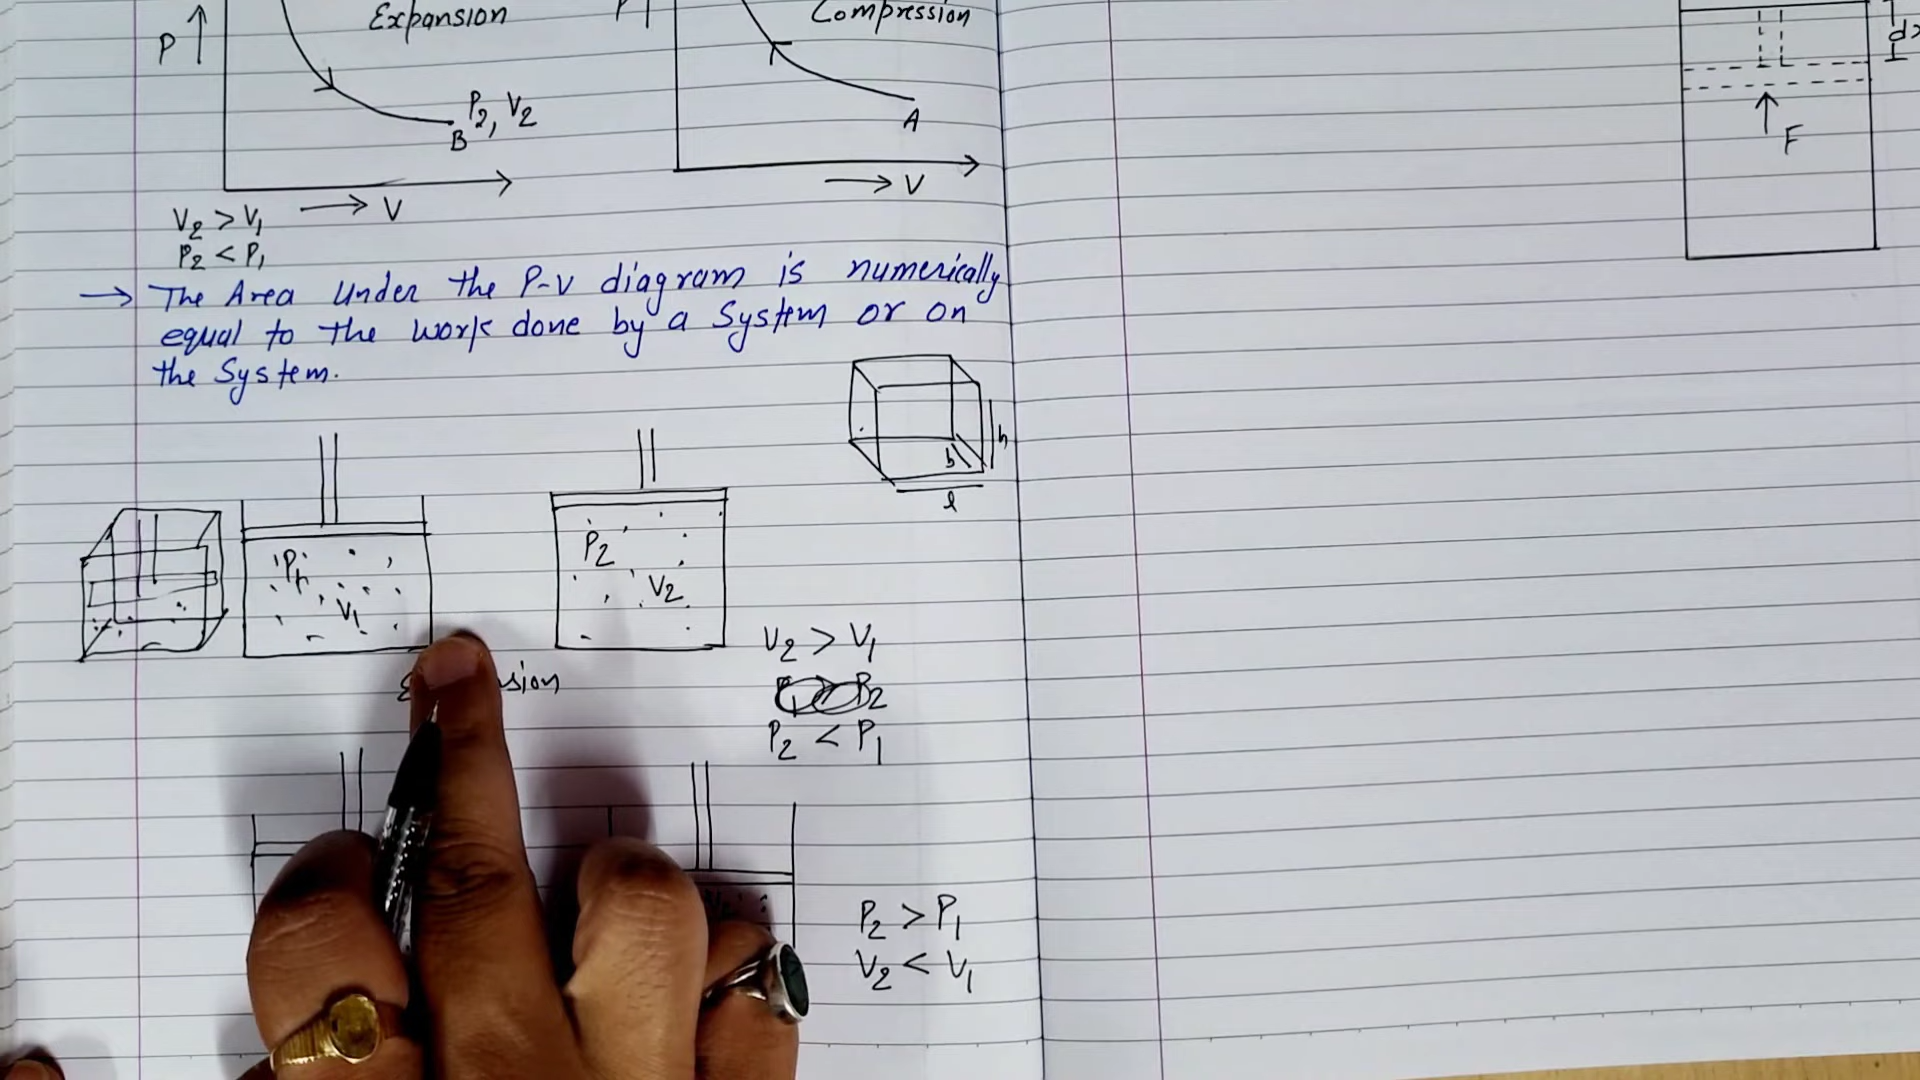 Expansion
P
P2, V2
B
V
V2 > V1
P2 < P1
Compression
A
V
dx
F
→ The Area Under the P-V diagram is numerically
equal to the work done by a System or on
the System.
h
b
l
P1
V1
P2
V2
V2 > V1
P2 < P1
P2 > P1
V2 < V1